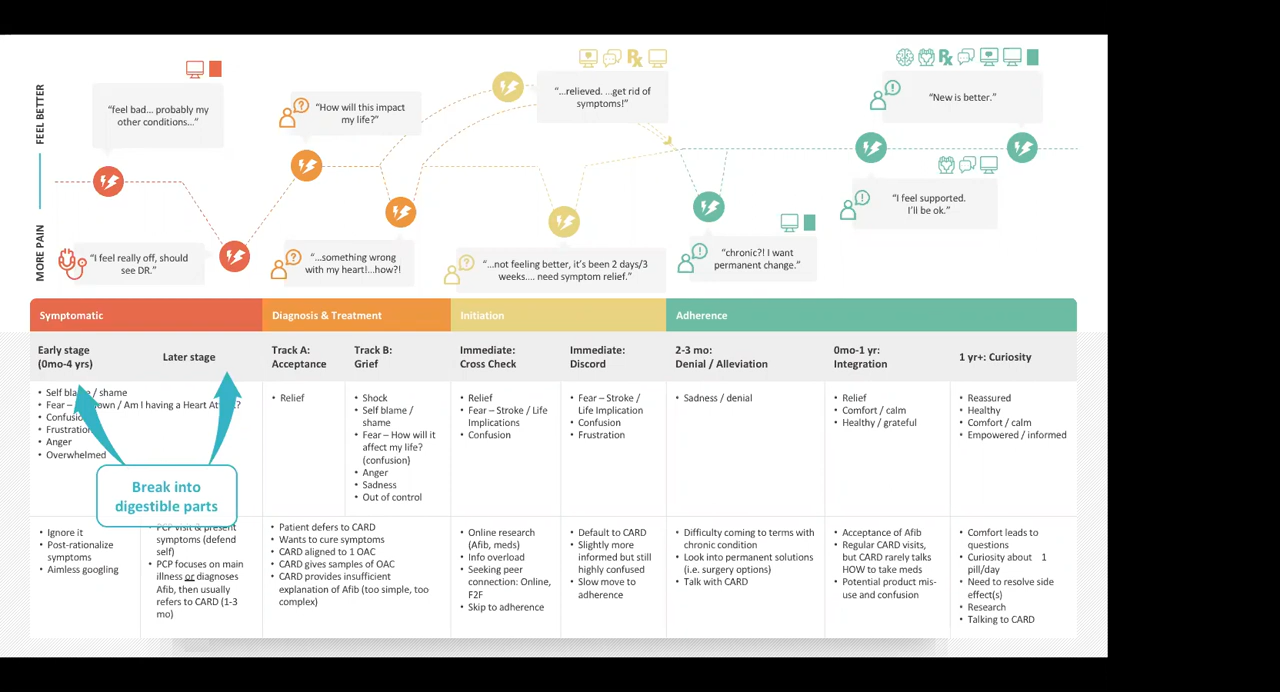 FEEL BETTER
MORE PAIN
“feel bad... probably my
other conditions...”
“I feel really off, should
see DR.”
“How will this impact
my life?”
“...something wrong
with my heart!...how?!
“...relieved. ...get rid of
symptoms!”
“...not feeling better, it’s been 2 days/3
weeks.... need symptom relief.”
“chronic?! I want
permanent change.”
“New is better.”
“I feel supported.
I’ll be ok.”
Symptomatic
Diagnosis & Treatment
Initiation
Adherence
Early stage
(0mo-4 yrs)
Later stage
Track A:
Acceptance
Track B:
Grief
Immediate:
Cross Check
Immediate:
Discord
2-3 mo:
Denial / Alleviation
0mo-1 yr:
Integration
1 yr+: Curiosity
• Self / shame
• Fear – / Am I having a Heart
•
• Frustration
• Anger
• Overwhelmed
Break into
digestible parts
• Relief
• Shock
• Self blame /
shame
• Fear – How will it
affect my life?
(confusion)
• Anger
• Sadness
• Out of control
• Relief
• Fear – Stroke / Life
Implications
• Confusion
• Fear – Stroke /
Life Implication
• Confusion
• Frustration
• Sadness / denial
• Relief
• Comfort / calm
• Healthy / grateful
• Reassured
• Healthy
• Comfort / calm
• Empowered / informed
• Ignore it
• Post-rationalize
symptoms
• Aimless googling
• PCP visit & present
symptoms (defend
self)
• PCP focuses on main
illness or diagnoses
Afib, then usually
refers to CARD (1-3
mo)
• Patient defers to CARD
• Wants to cure symptoms
• CARD aligned to 1 OAC
• CARD gives samples of OAC
• CARD provides insufficient
explanation of Afib (too simple, too
complex)
• Online research
(Afib, meds)
• Info overload
• Seeking peer
connection: Online,
F2F
• Skip to adherence
• Default to CARD
• Slightly more
informed but still
highly confused
• Slow move to
adherence
• Difficulty coming to terms with
chronic condition
• Look into permanent solutions
(i.e. surgery options)
• Talk with CARD
• Acceptance of Afib
• Regular CARD visits,
but CARD rarely talks
HOW to take meds
• Potential product mis-
use and confusion
• Comfort leads to
questions
• Curiosity about 1
pill/day
• Need to resolve side
effect(s)
• Research
• Talking to CARD